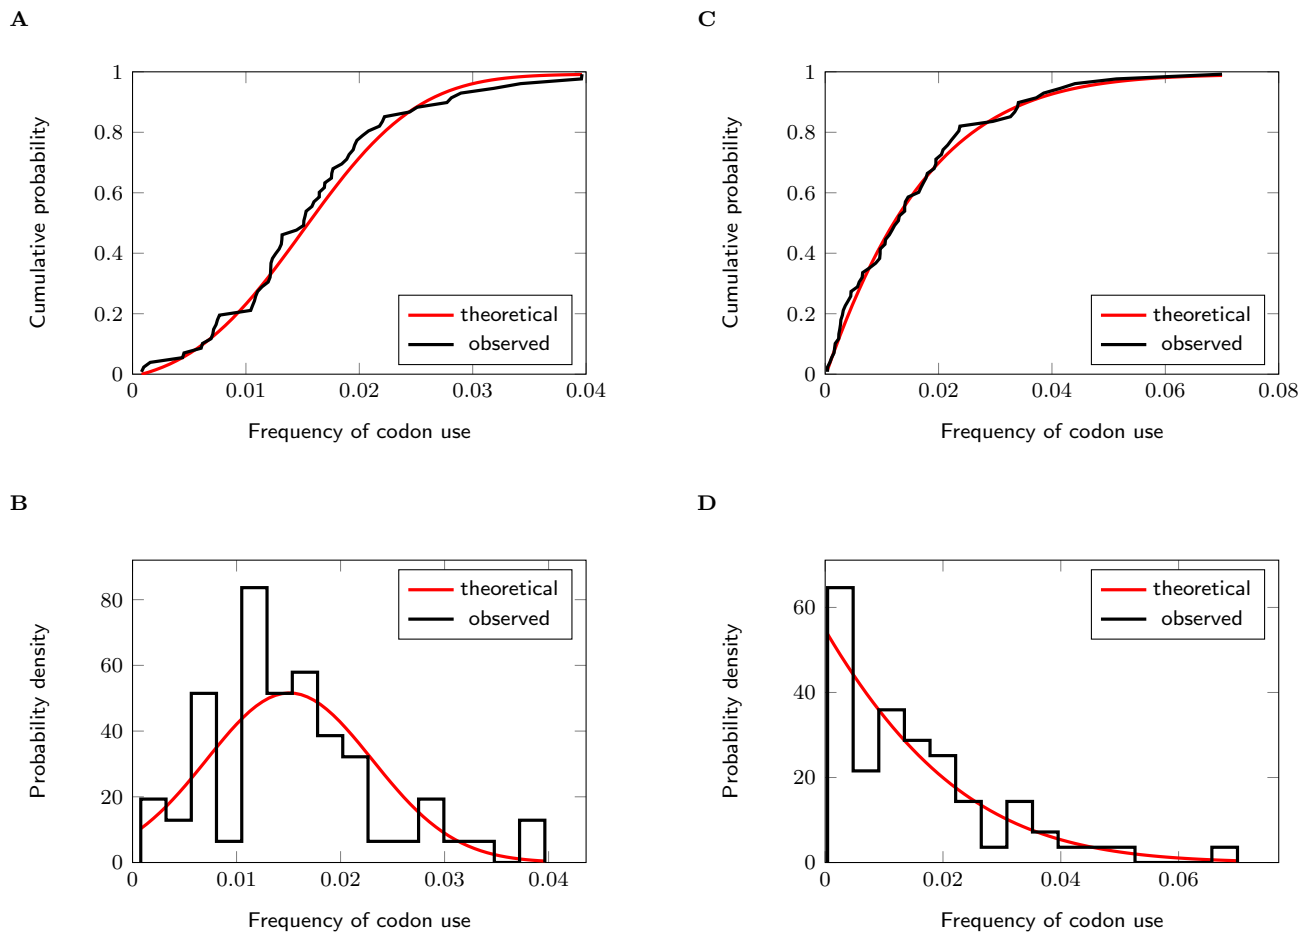 A
Cumulative probability
1
0.8
0.6
0.4
0.2
0
0 0.01 0.02 0.03 0.04
theoretical
observed
Frequency of codon use
C
Cumulative probability
1
0.8
0.6
0.4
0.2
0
0 0.02 0.04 0.06 0.08
theoretical
observed
Frequency of codon use
B
Probability density
80
60
40
20
0
0 0.01 0.02 0.03 0.04
theoretical
observed
Frequency of codon use
D
Probability density
60
40
20
0
0 0.02 0.04 0.06
theoretical
observed
Frequency of codon use